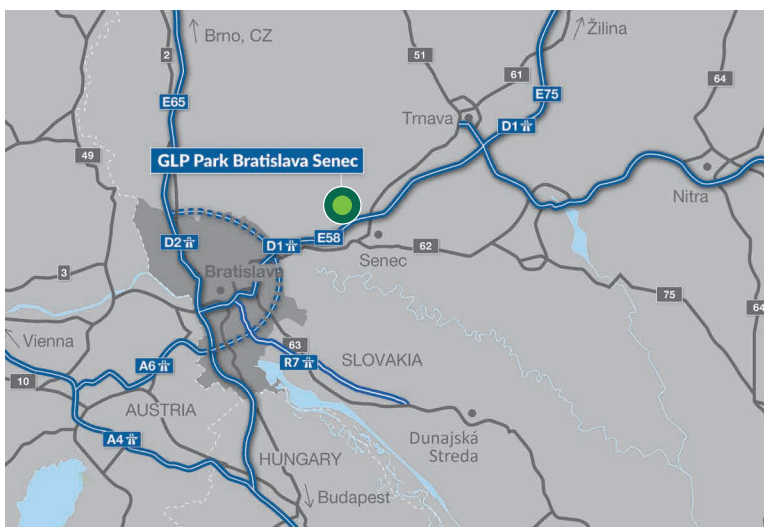 Brno, CZ
Žilina
2
51
61
64
E65
E75
Trnava
D1
49
GLP Park Bratislava Senec
Nitra
D2
D1
E58
62
Senec
3
Bratislava
75
64
Vienna
63
SLOVAKIA
R7
A6
10
AUSTRIA
Dunajská
Streda
A4
HUNGARY
Budapest